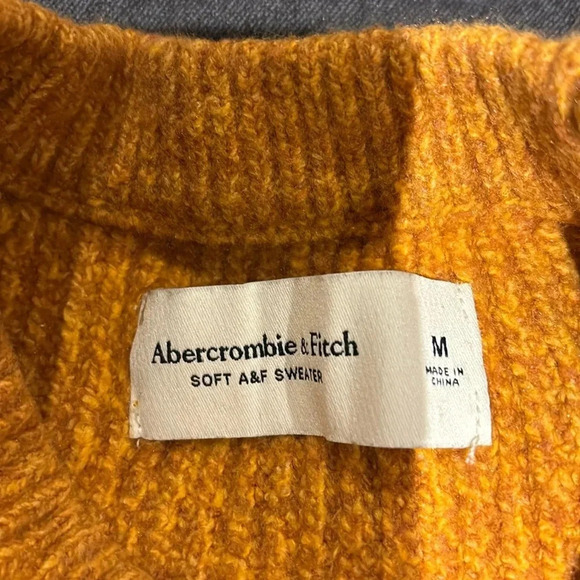 Abercrombie & Fitch
SOFT A&F SWEATER
M
MADE IN
CHINA